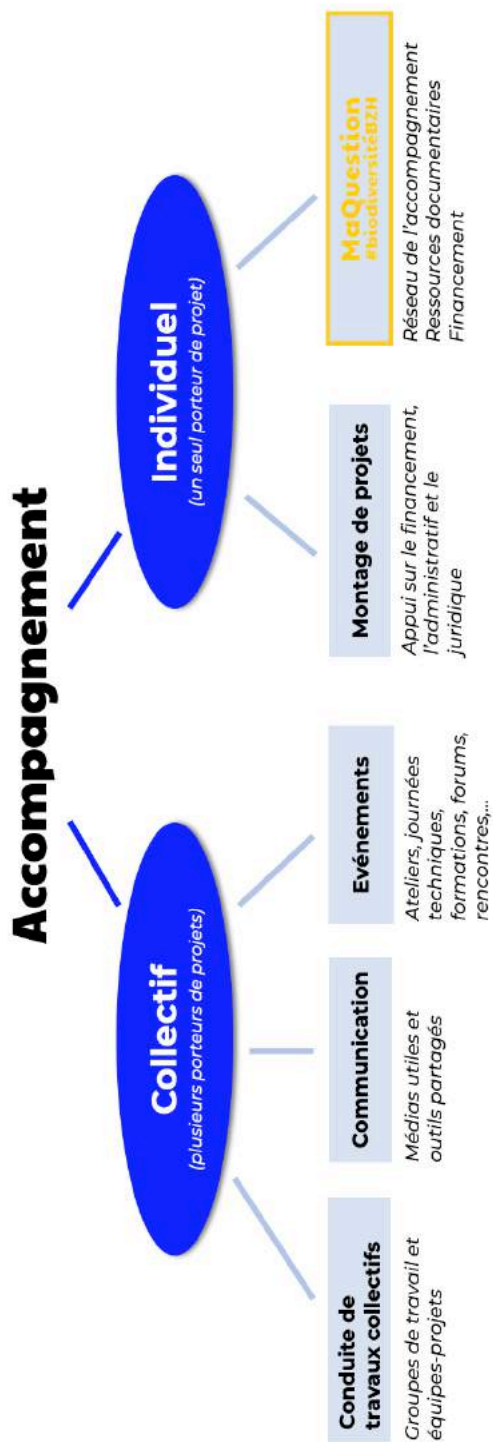 Accompagnement
Collectif
(plusieurs porteurs de projets)
Individuel
(un seul porteur de projet)
Conduite de
travaux collectifs
Groupes de travail et
équipes-projets
Communication
Médias utiles et
outils partagés
Evénements
Ateliers, journées
techniques,
formations, forums,
rencontres,...
Montage de projets
Appui sur le financement,
l'administratif et le
juridique
MaQuestion
#biodiversitéBZH
Réseau de l'accompagnement
Ressources documentaires
Financement